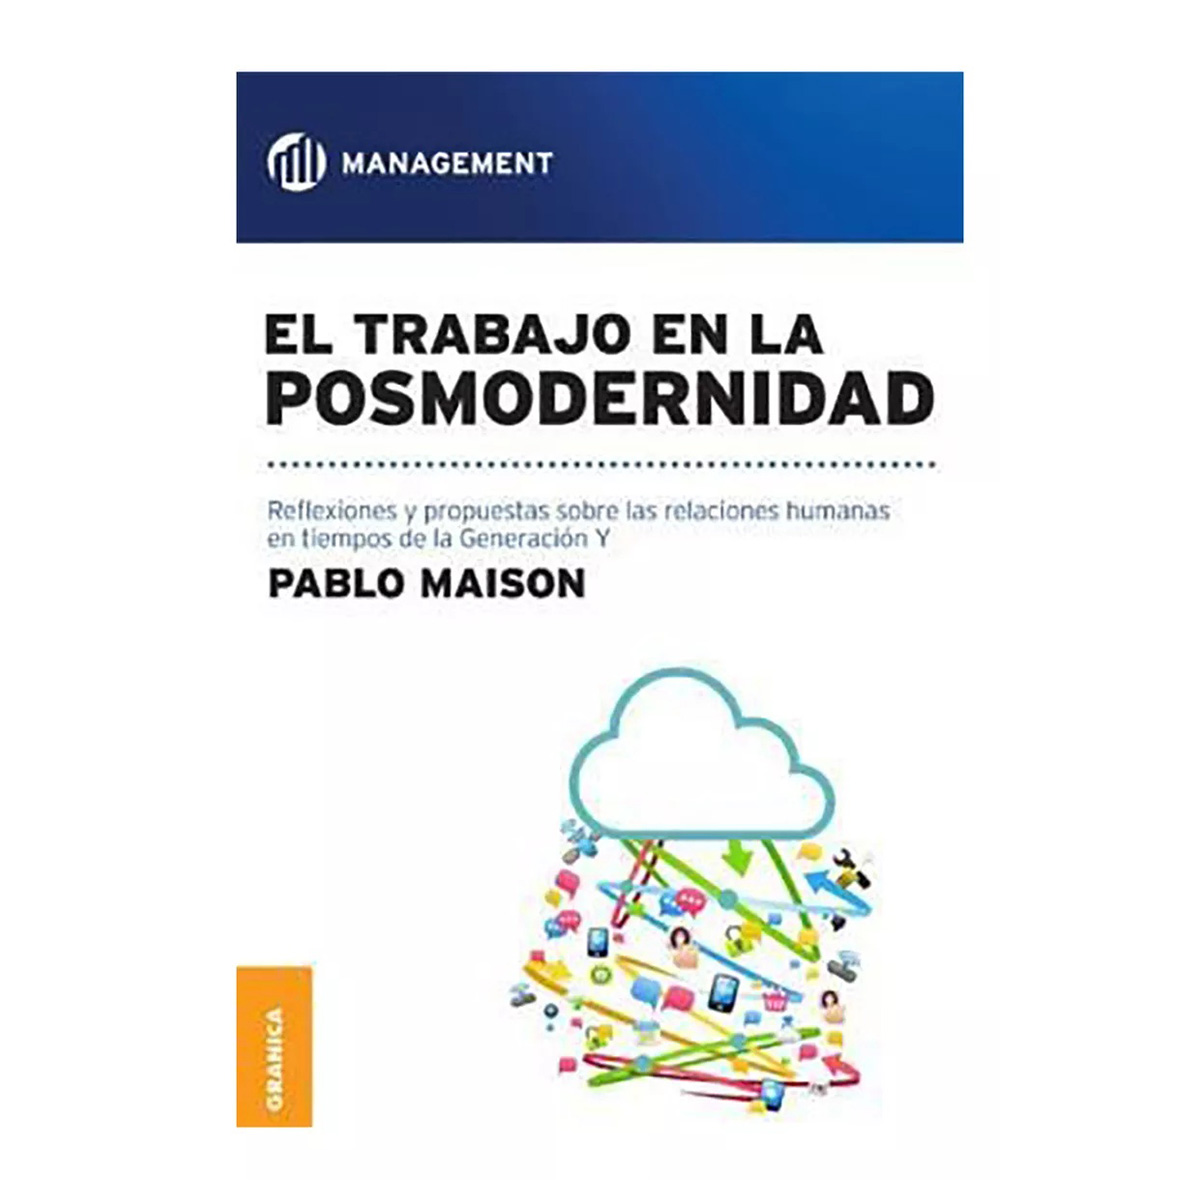 MANAGEMENT
EL TRABAJO EN LA
POSMODERNIDAD
Reflexiones y propuestas sobre las relaciones humanas
en tiempos de la Generación Y
PABLO MAISON
GRANICA